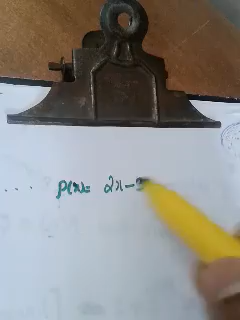 .... p(x)= 2x-